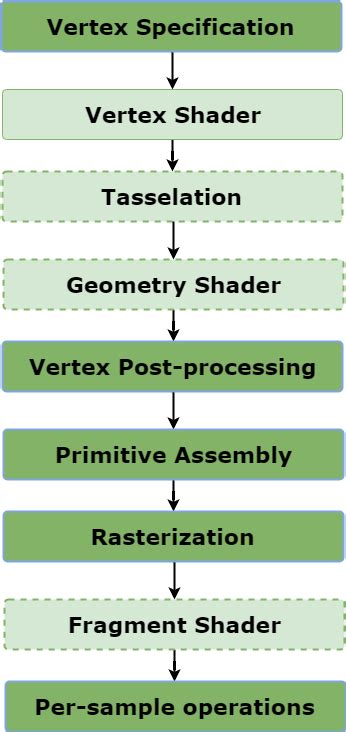 Vertex Specification
Vertex Shader
Tasselation
Geometry Shader
Vertex Post-processing
Primitive Assembly
Rasterization
Fragment Shader
Per-sample operations